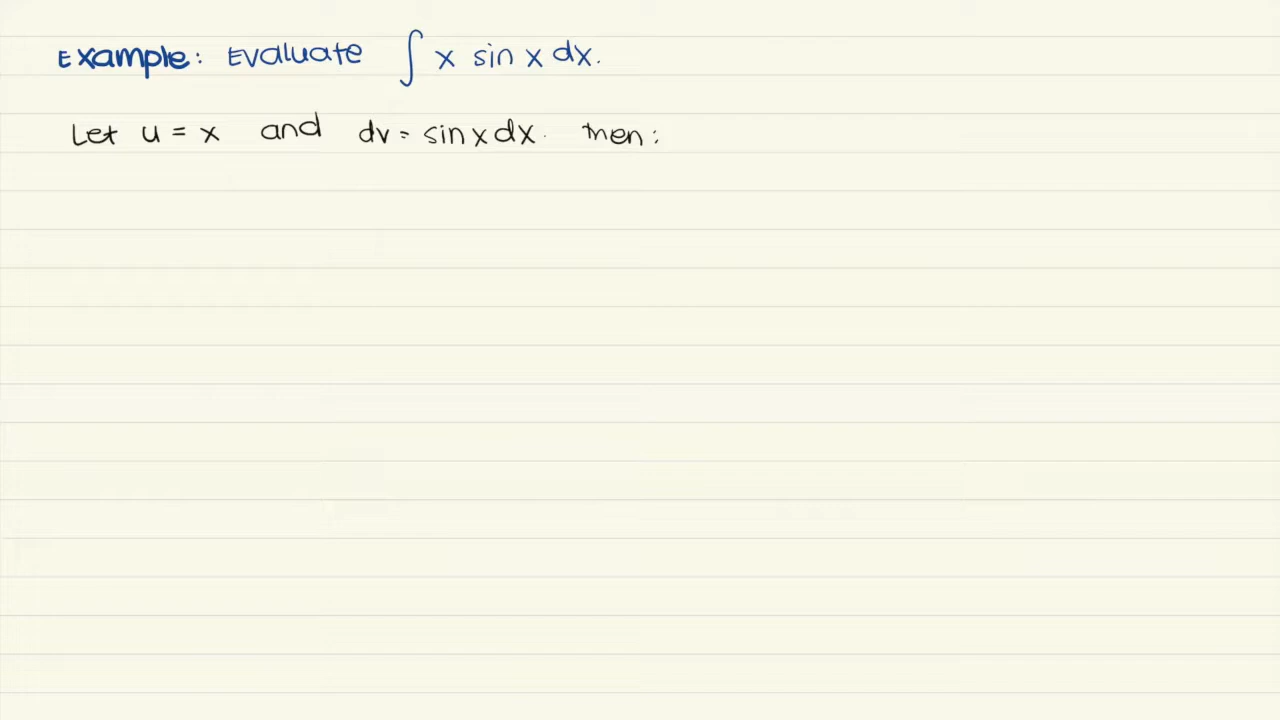 Example: Evaluate ∫ x sin x dx.
Let u = x and dv = sin x dx. Then: